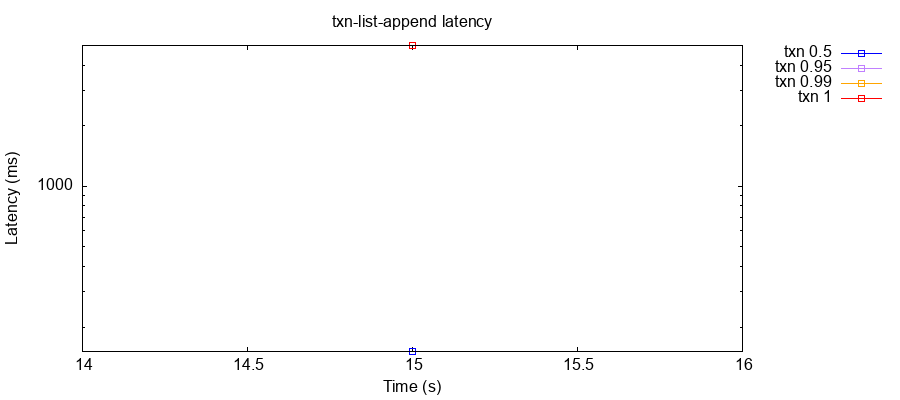 txn-list-append latency
txn 0.5
txn 0.95
txn 0.99
txn 1
Latency (ms)
1000
14
14.5
15
15.5
16
Time (s)